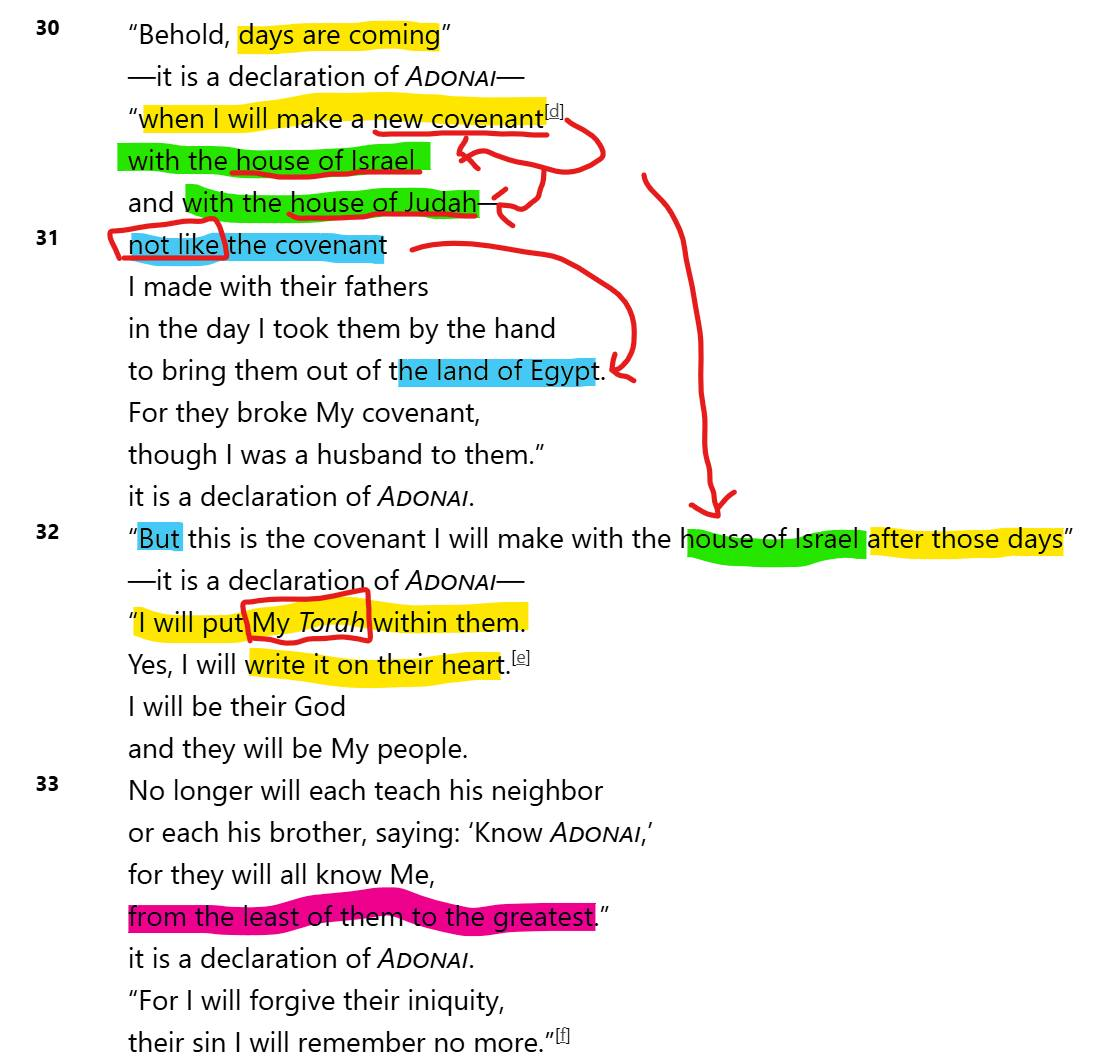 30 “Behold, days are coming”
—it is a declaration of ADONAI—
“when I will make a new covenant[d]
with the house of Israel
and with the house of Judah—
31 not like the covenant
I made with their fathers
in the day I took them by the hand
to bring them out of the land of Egypt.
For they broke My covenant,
though I was a husband to them.”
it is a declaration of ADONAI.
32 “But this is the covenant I will make with the house of Israel after those days”
—it is a declaration of ADONAI—
“I will put My Torah within them.
Yes, I will write it on their heart.[e]
I will be their God
and they will be My people.
33 No longer will each teach his neighbor
or each his brother, saying: ‘Know ADONAI,’
for they will all know Me,
from the least of them to the greatest.”
it is a declaration of ADONAI.
“For I will forgive their iniquity,
their sin I will remember no more.”[f]